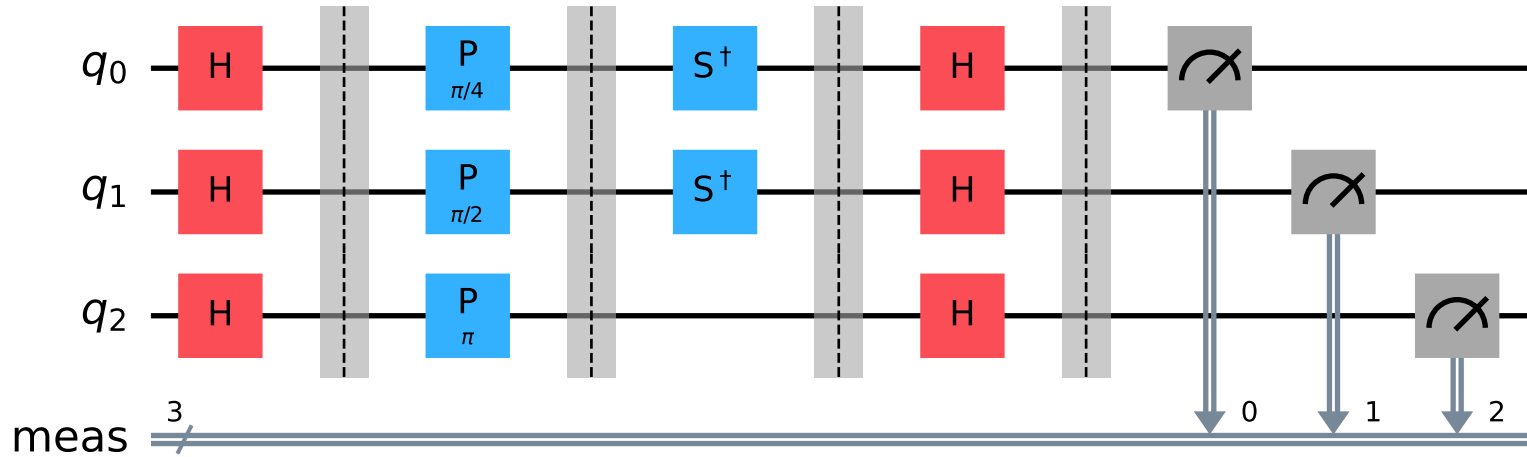 q0 H P π/4 S† H
q1 H P π/2 S† H
q2 H P π H
meas 3 0 1 2